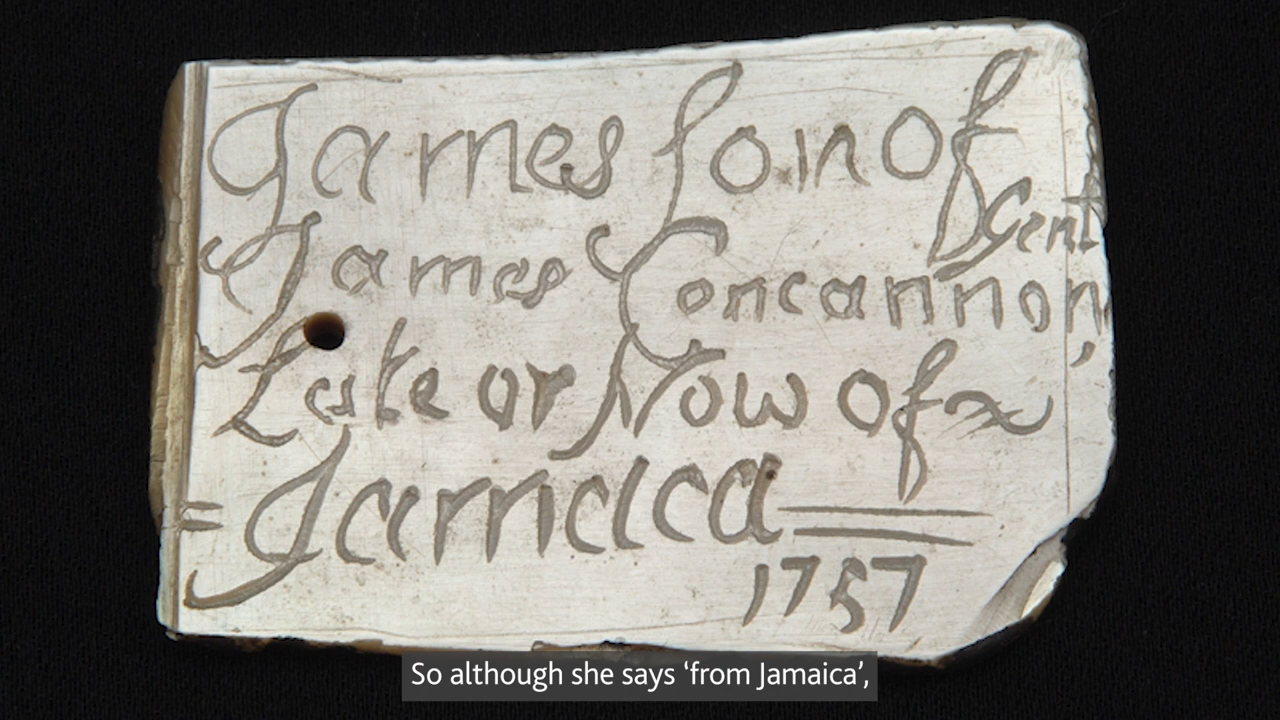 James Son of
James Concannon, Gent
Late or Now of
= Jamaica =
1757
So although she says ‘from Jamaica’,